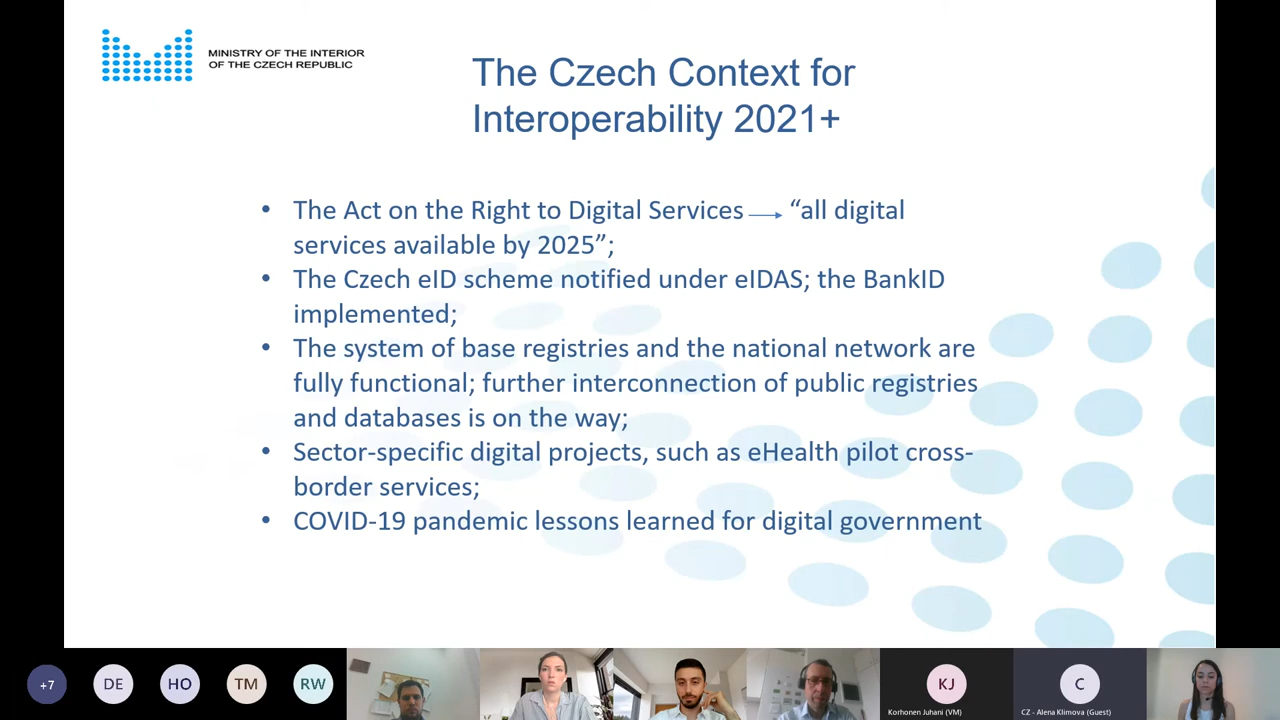 MINISTRY OF THE INTERIOR
OF THE CZECH REPUBLIC
The Czech Context for
Interoperability 2021+
• The Act on the Right to Digital Services → “all digital
services available by 2025”;
• The Czech eID scheme notified under eIDAS; the BankID
implemented;
• The system of base registries and the national network are
fully functional; further interconnection of public registries
and databases is on the way;
• Sector-specific digital projects, such as eHealth pilot cross-
border services;
• COVID-19 pandemic lessons learned for digital government
+7
DE
HO
TM
RW
KJ
Korhonen Juhani (VM)
C
CZ - Alena Klimova (Guest)